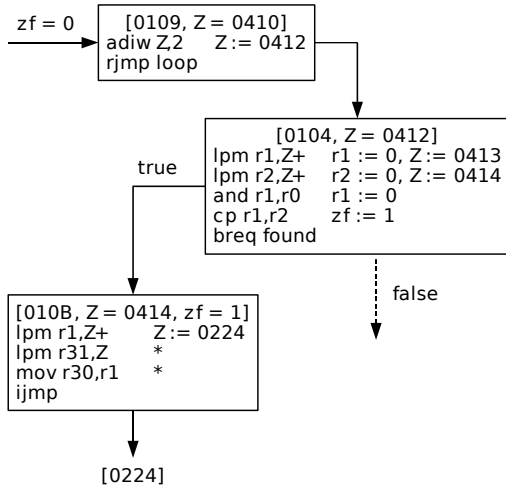 zf = 0
[0109, Z = 0410]
adiw Z,2 Z := 0412
rjmp loop
[0104, Z = 0412]
lpm r1,Z+ r1 := 0, Z := 0413
lpm r2,Z+ r2 := 0, Z := 0414
and r1,r0 r1 := 0
cp r1,r2 zf := 1
breq found
true
false
[010B, Z = 0414, zf = 1]
lpm r1,Z+ Z := 0224
lpm r31,Z *
mov r30,r1 *
ijmp
[0224]